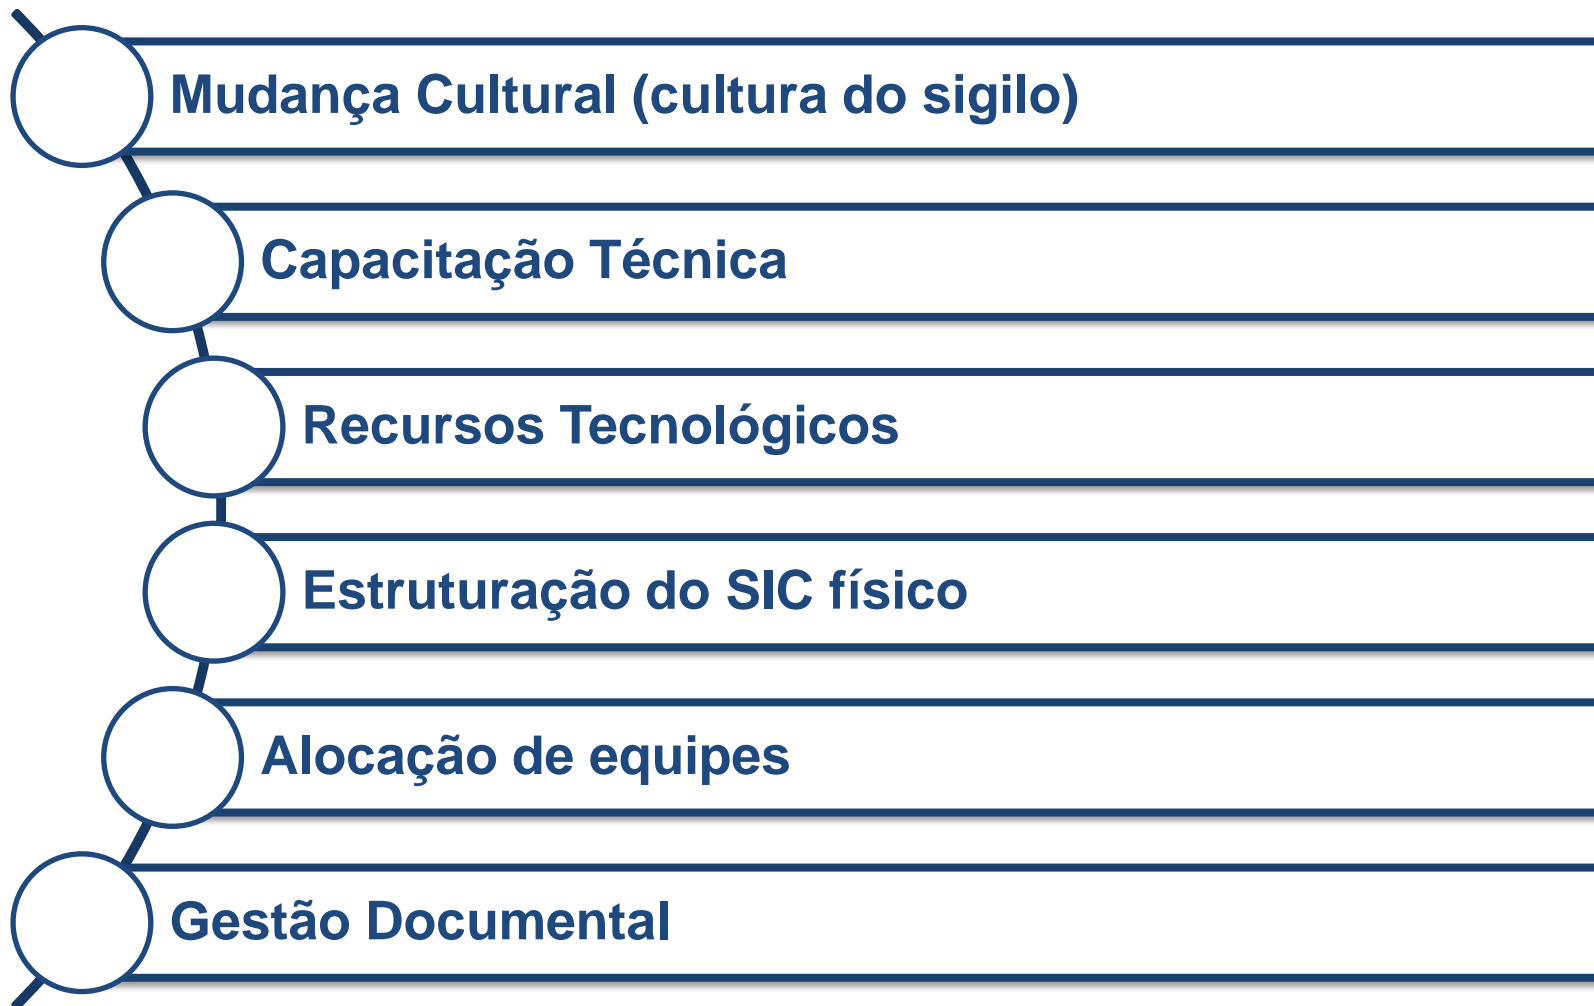 Mudança Cultural (cultura do sigilo)
Capacitação Técnica
Recursos Tecnológicos
Estruturação do SIC físico
Alocação de equipes
Gestão Documental